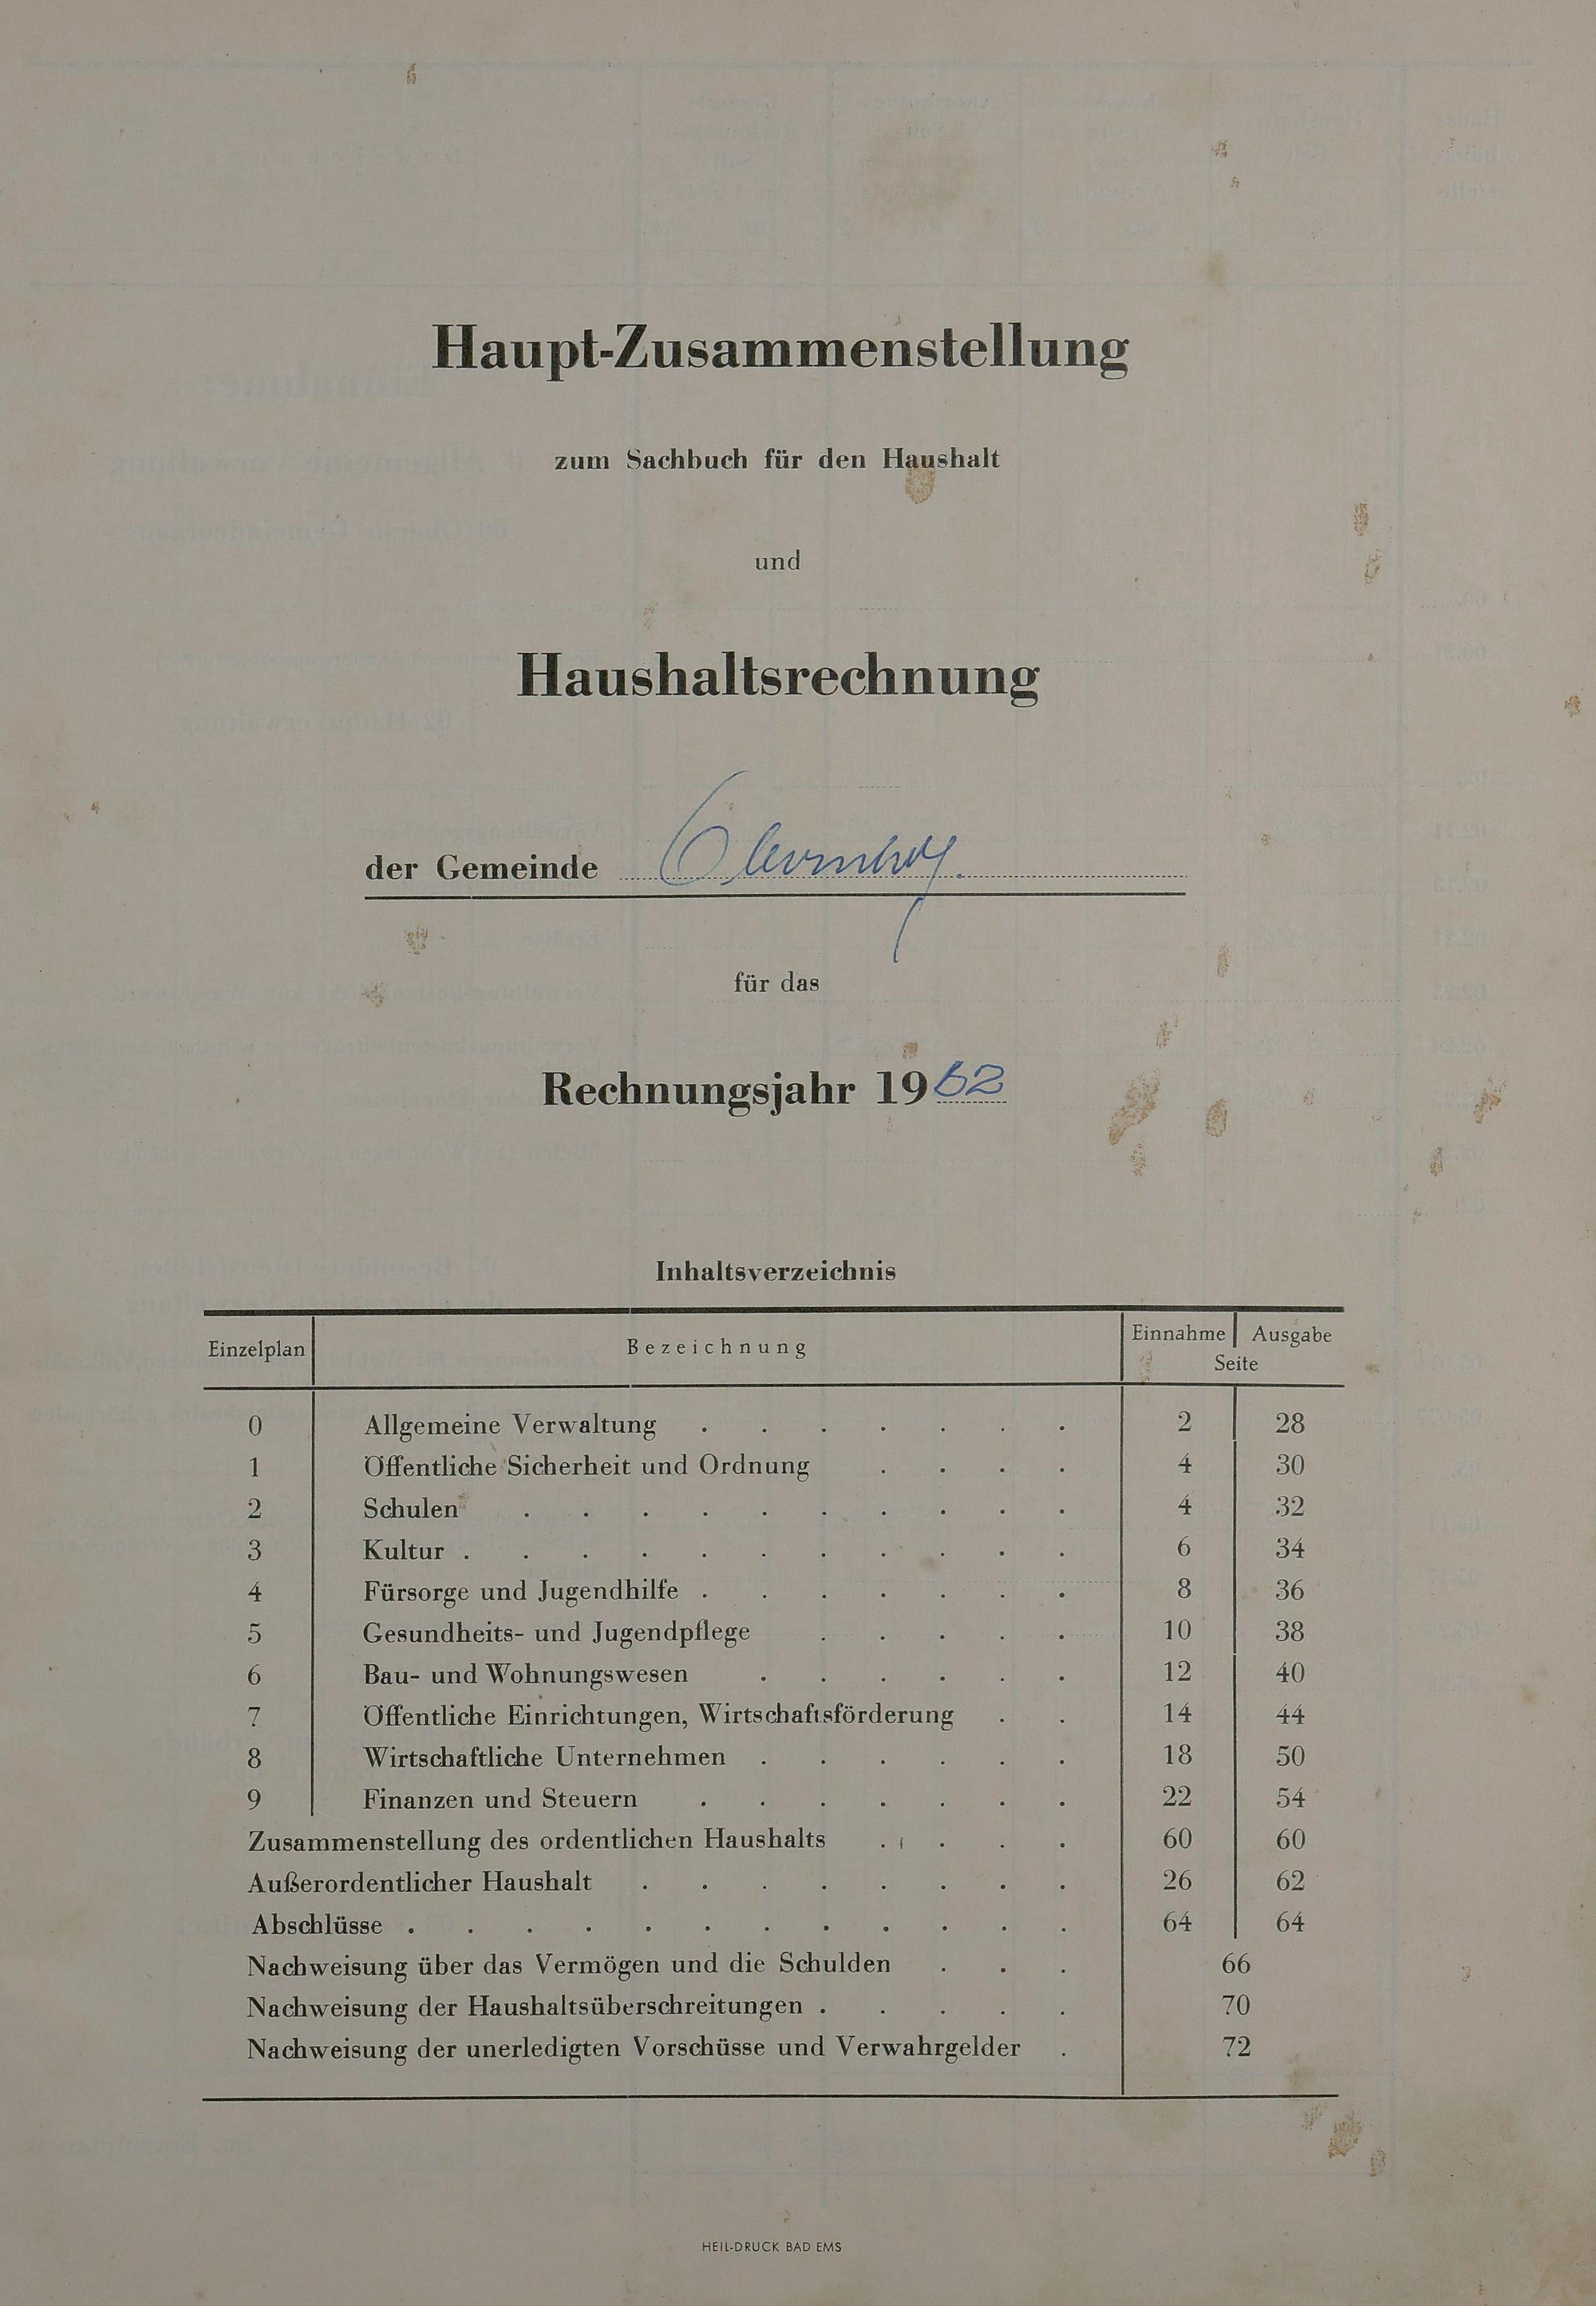 Haupt-Zusammenstellung
zum Sachbuch für den Haushalt
und
Haushaltsrechnung
der Gemeinde Obernhof
für das
Rechnungsjahr 1962
Inhaltsverzeichnis
Einzelplan Bezeichnung Einnahme Ausgabe
Seite
0 Allgemeine Verwaltung . . . . . . . 2 28
1 Öffentliche Sicherheit und Ordnung . . . . 4 30
2 Schulen . . . . . . . . . . 4 32
3 Kultur . . . . . . . . . . . 6 34
4 Fürsorge und Jugendhilfe . . . . . . . 8 36
5 Gesundheits- und Jugendpflege . . . . . 10 38
6 Bau- und Wohnungswesen . . . . . . 12 40
7 Öffentliche Einrichtungen, Wirtschaftsförderung . . 14 44
8 Wirtschaftliche Unternehmen . . . . . . 18 50
9 Finanzen und Steuern . . . . . . . 22 54
Zusammenstellung des ordentlichen Haushalts . . . . 60 60
Außerordentlicher Haushalt . . . . . . . . 26 62
Abschlüsse . . . . . . . . . . . . 64 64
Nachweisung über das Vermögen und die Schulden . . . 66
Nachweisung der Haushaltsüberschreitungen . . . . . 70
Nachweisung der unerledigten Vorschüsse und Verwahrgelder . 72
HEIL-DRUCK BAD EMS